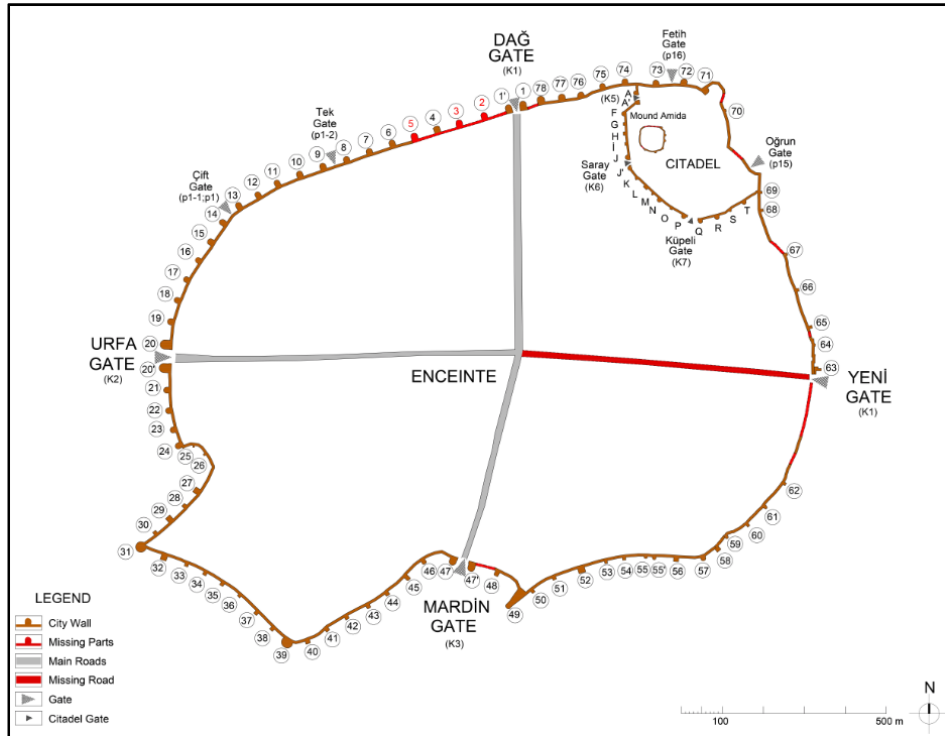 DAĞ
GATE
(K1)
Fetih
Gate
(p16)
1'
1
78
77
76
75
74
73
72
71
70
A
(K5)
A'
F
G
H
I
J
J'
K
L
M
N
O
P
Q
R
S
T
Mound Amida
CITADEL
Saray
Gate
(K6)
Küpeli
Gate
(K7)
Oğrun
Gate
(p15)
69
68
67
66
65
64
63
Tek
Gate
(p1-2)
2
3
4
5
6
7
8
9
10
11
12
13
14
Çift
Gate
(p1-1;p1)
15
16
17
18
19
20
URFA
GATE
(K2)
20'
ENCEINTE
YENİ
GATE
(K1)
21
22
23
24
25
26
27
28
29
30
31
32
33
34
35
36
37
38
39
40
41
42
43
44
45
46
47
47'
48
49
MARDİN
GATE
(K3)
50
51
52
53
54
55
55'
56
57
58
59
60
61
62
LEGEND
City Wall
Missing Parts
Main Roads
Missing Road
Gate
Citadel Gate
N
100
500 m